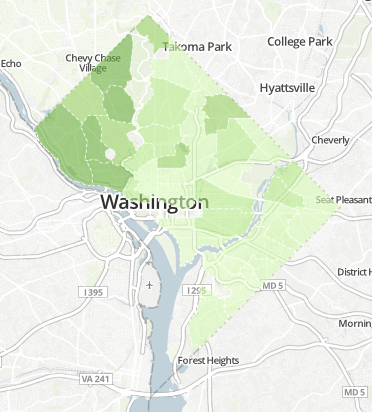 College Park
Takoma Park
Chevy Chase
Village
Echo
Hyattsville
Cheverly
Seat Pleasant
Washington
District H
I 395
I 295
MD 5
Mornin
Forest Heights
VA 241
MD 5